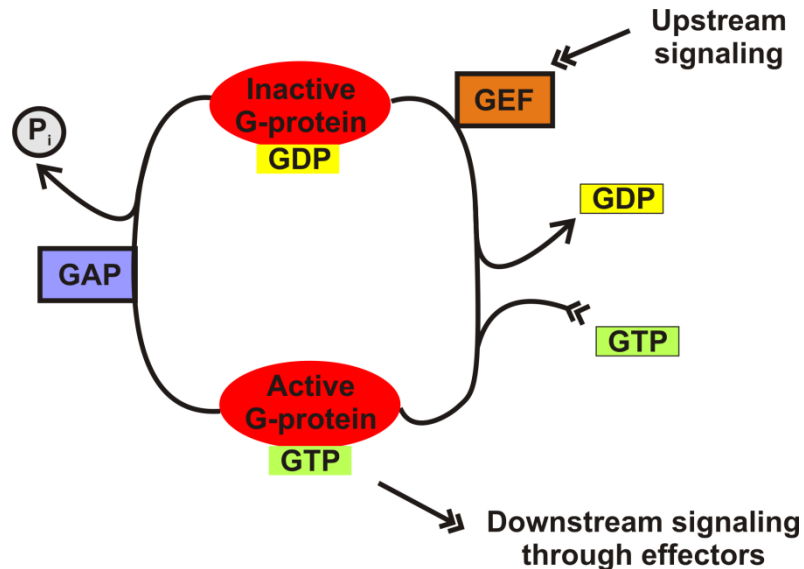 Upstream
signaling
Inactive
G-protein
GDP
GEF
Pi
GDP
GAP
GTP
Active
G-protein
GTP
Downstream signaling
through effectors